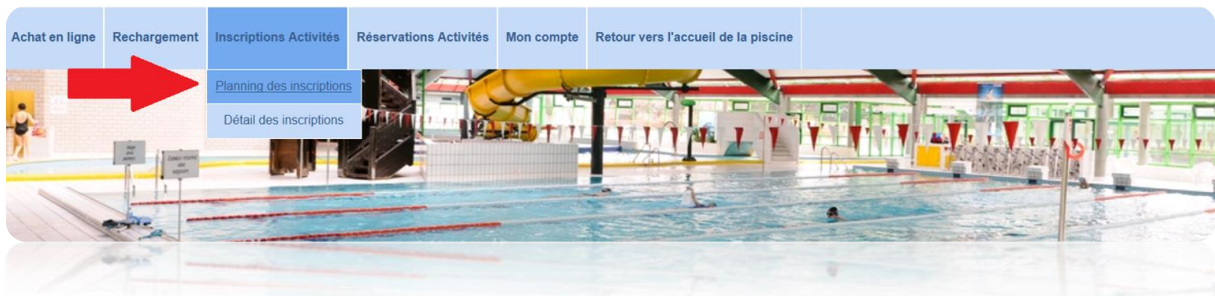 Achat en ligne
Rechargement
Inscriptions Activités
Réservations Activités
Mon compte
Retour vers l'accueil de la piscine
Planning des inscriptions
Détail des inscriptions